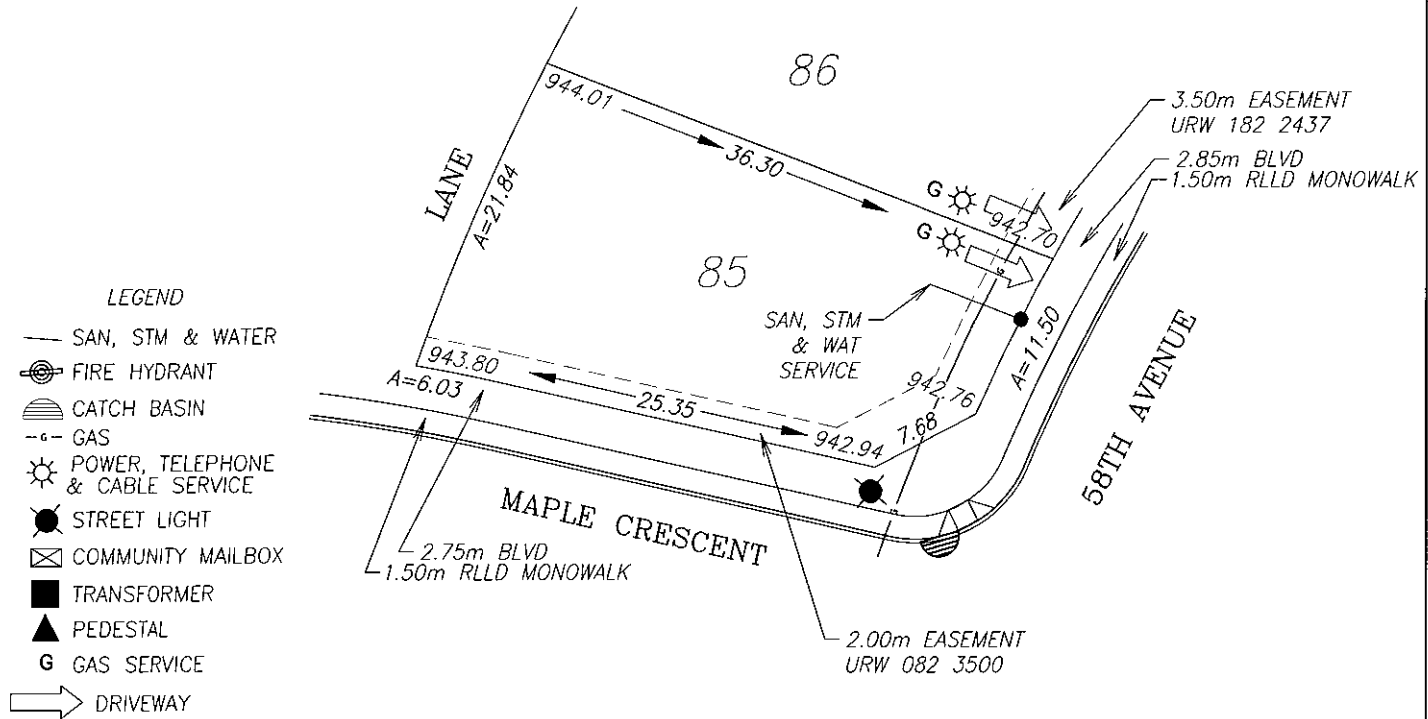 86
944.01
36.30
LANE
A=21.84
3.50m EASEMENT
URW 182 2437
2.85m BLVD
1.50m RLLD MONOWALK
G
942.70
G
85
G
SAN, STM
& WAT
SERVICE
A=11.50
58TH AVENUE
943.80
A=6.03
25.35
942.94
7.68
942.76
G
MAPLE CRESCENT
2.75m BLVD
1.50m RLLD MONOWALK
2.00m EASEMENT
URW 082 3500
LEGEND
SAN, STM & WATER
FIRE HYDRANT
CATCH BASIN
G GAS
POWER, TELEPHONE
& CABLE SERVICE
STREET LIGHT
COMMUNITY MAILBOX
TRANSFORMER
PEDESTAL
G GAS SERVICE
DRIVEWAY